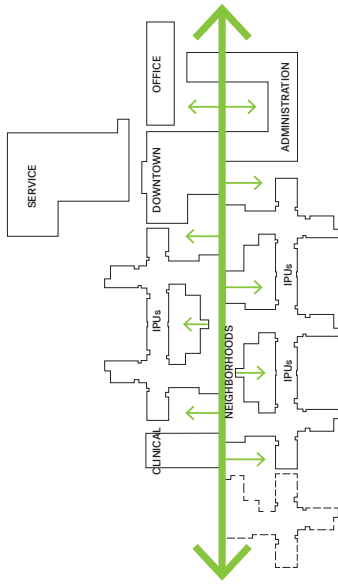 OFFICE
ADMINISTRATION
SERVICE
DOWNTOWN
IPUs
IPUs
NEIGHBORHOODS
IPUs
CLINICAL